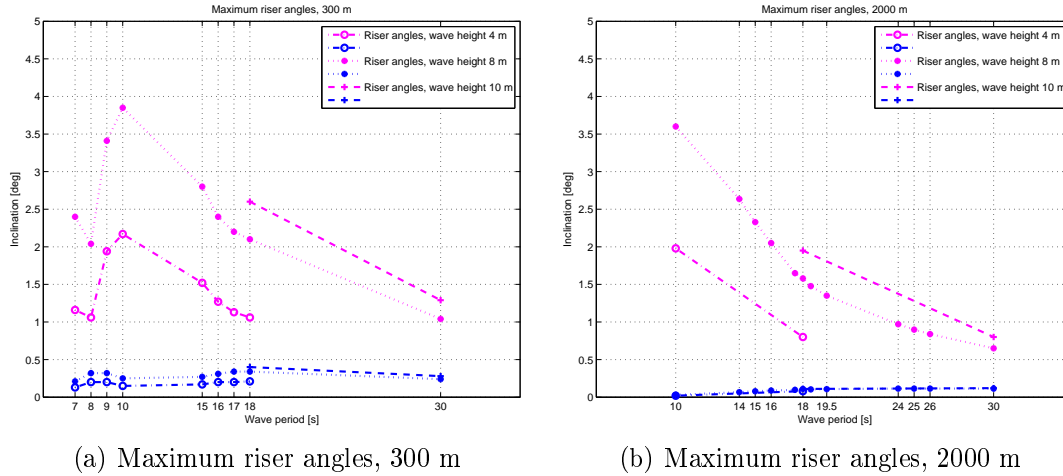 Maximum riser angles, 300 m
5
4.5
4
3.5
3
2.5
2
1.5
1
0.5
0
Inclination [deg]
Riser angles, wave height 4 m
Riser angles, wave height 8 m
Riser angles, wave height 10 m
7 8 9 10 15 16 17 18 30
Wave period [s]
(a) Maximum riser angles, 300 m
Maximum riser angles, 2000 m
5
4.5
4
3.5
3
2.5
2
1.5
1
0.5
0
Inclination [deg]
Riser angles, wave height 4 m
Riser angles, wave height 8 m
Riser angles, wave height 10 m
10 14 15 16 18 19.5 24 25 26 30
Wave period [s]
(b) Maximum riser angles, 2000 m